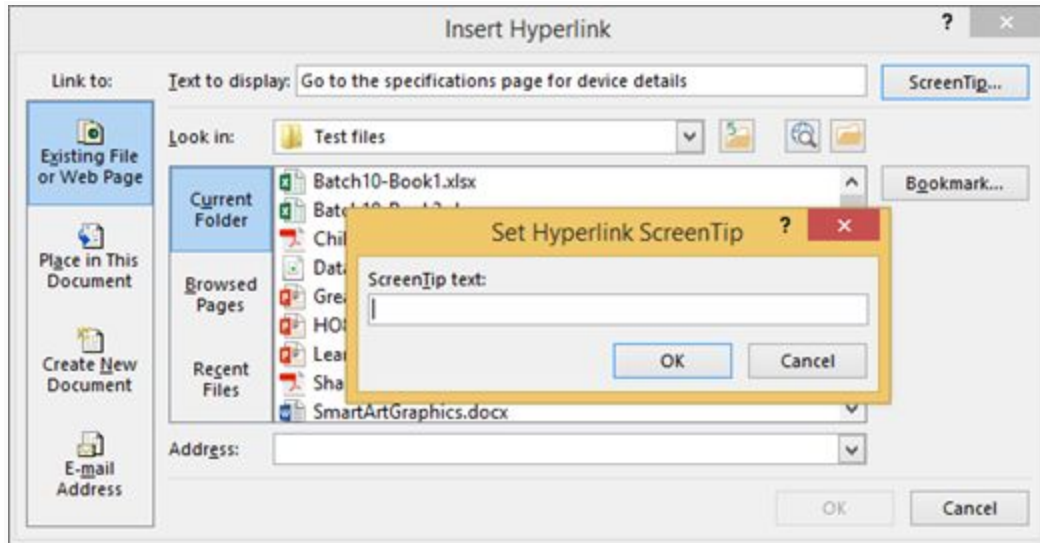 Insert Hyperlink
?
Link to:
Text to display: Go to the specifications page for device details
ScreenTip...
Existing File
or Web Page
Look in: Test files
Bookmark...
Place in This
Document
Create New
Document
E-mail
Address
Current
Folder
Browsed
Pages
Recent
Files
Batch10-Book1.xlsx
SmartArtGraphics.docx
Set Hyperlink ScreenTip
?
ScreenTip text:
OK Cancel
Address:
OK Cancel